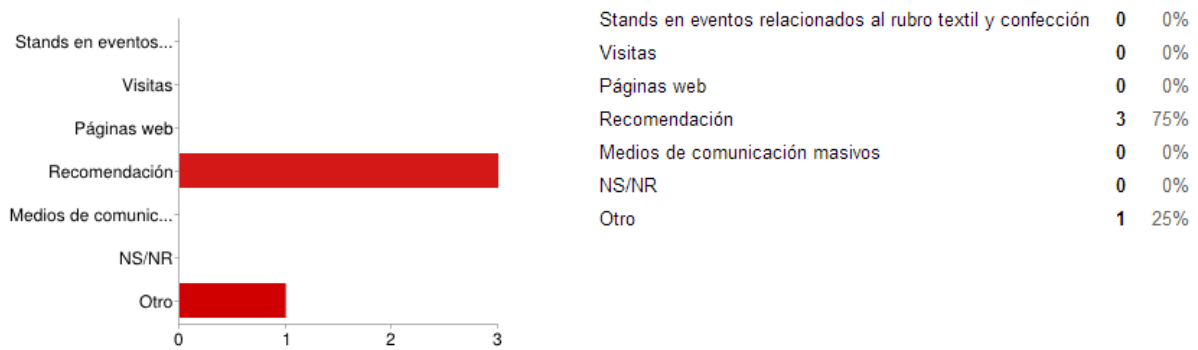 Stands en eventos...
Visitas
Páginas web
Recomendación
Medios de comunic...
NS/NR
Otro
0 1 2 3
Stands en eventos relacionados al rubro textil y confección 0 0%
Visitas 0 0%
Páginas web 0 0%
Recomendación 3 75%
Medios de comunicación masivos 0 0%
NS/NR 0 0%
Otro 1 25%